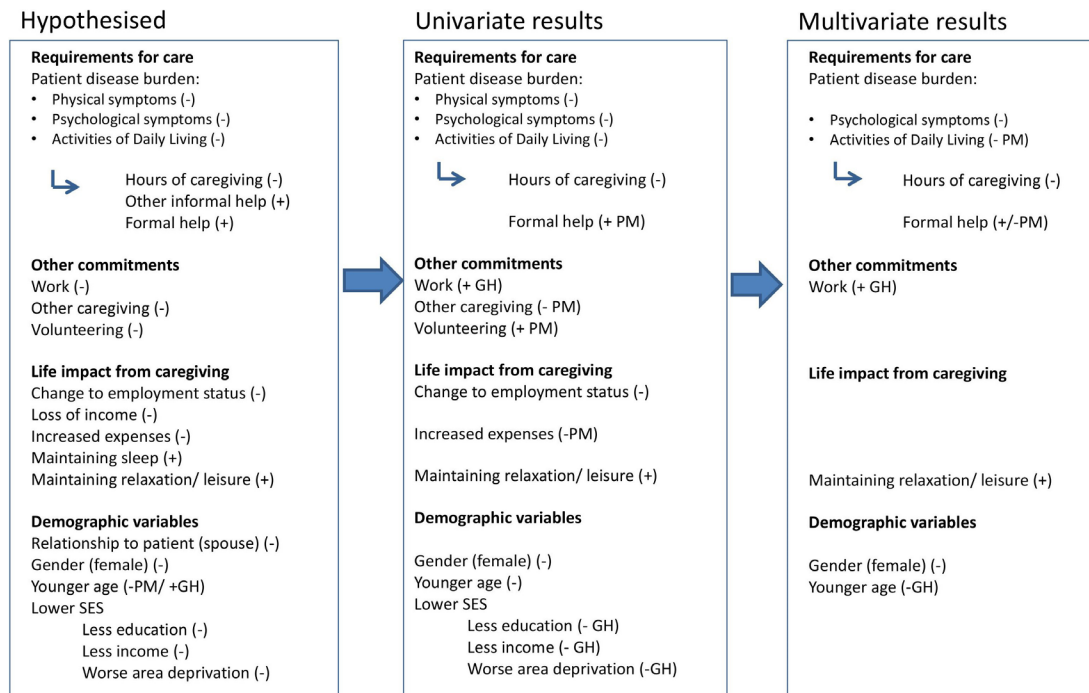 Hypothesised
Requirements for care
Patient disease burden:
• Physical symptoms (-)
• Psychological symptoms (-)
• Activities of Daily Living (-)
Hours of caregiving (-)
Other informal help (+)
Formal help (+)
Other commitments
Work (-)
Other caregiving (-)
Volunteering (-)
Life impact from caregiving
Change to employment status (-)
Loss of income (-)
Increased expenses (-)
Maintaining sleep (+)
Maintaining relaxation/ leisure (+)
Demographic variables
Relationship to patient (spouse) (-)
Gender (female) (-)
Younger age (-PM/ +GH)
Lower SES
Less education (-)
Less income (-)
Worse area deprivation (-)
Univariate results
Requirements for care
Patient disease burden:
• Physical symptoms (-)
• Psychological symptoms (-)
• Activities of Daily Living (-)
Hours of caregiving (-)
Formal help (+ PM)
Other commitments
Work (+ GH)
Other caregiving (- PM)
Volunteering (+ PM)
Life impact from caregiving
Change to employment status (-)
Increased expenses (-PM)
Maintaining relaxation/ leisure (+)
Demographic variables
Gender (female) (-)
Younger age (-)
Lower SES
Less education (- GH)
Less income (- GH)
Worse area deprivation (-GH)
Multivariate results
Requirements for care
Patient disease burden:
• Psychological symptoms (-)
• Activities of Daily Living (- PM)
Hours of caregiving (-)
Formal help (+/-PM)
Other commitments
Work (+ GH)
Life impact from caregiving
Maintaining relaxation/ leisure (+)
Demographic variables
Gender (female) (-)
Younger age (-GH)